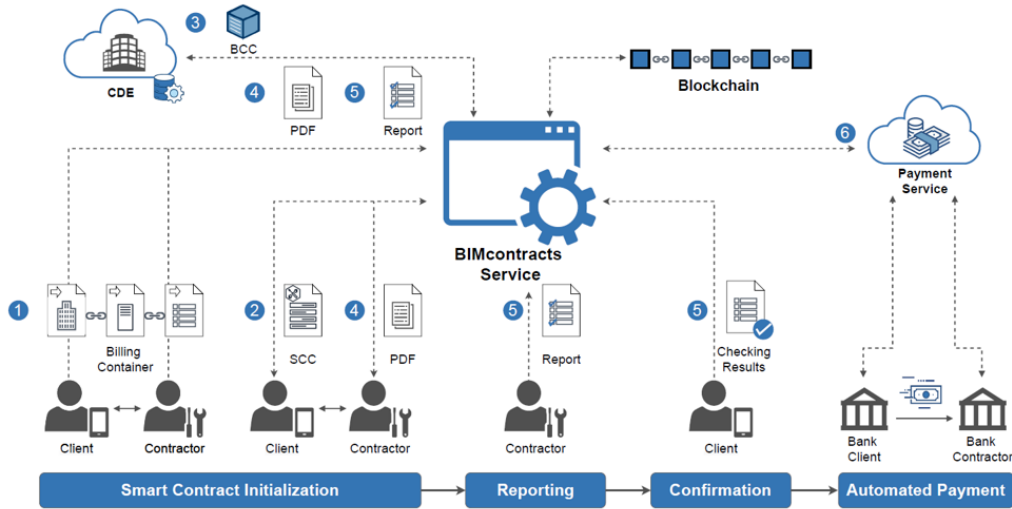 3
BCC
CDE
4
PDF
5
Report
Blockchain
6
Payment
Service
BIMcontracts
Service
1
Billing
Container
2
SCC
4
PDF
5
Report
5
Checking
Results
Client
Contractor
Client
Contractor
Contractor
Client
Bank
Client
Bank
Contractor
Smart Contract Initialization
Reporting
Confirmation
Automated Payment